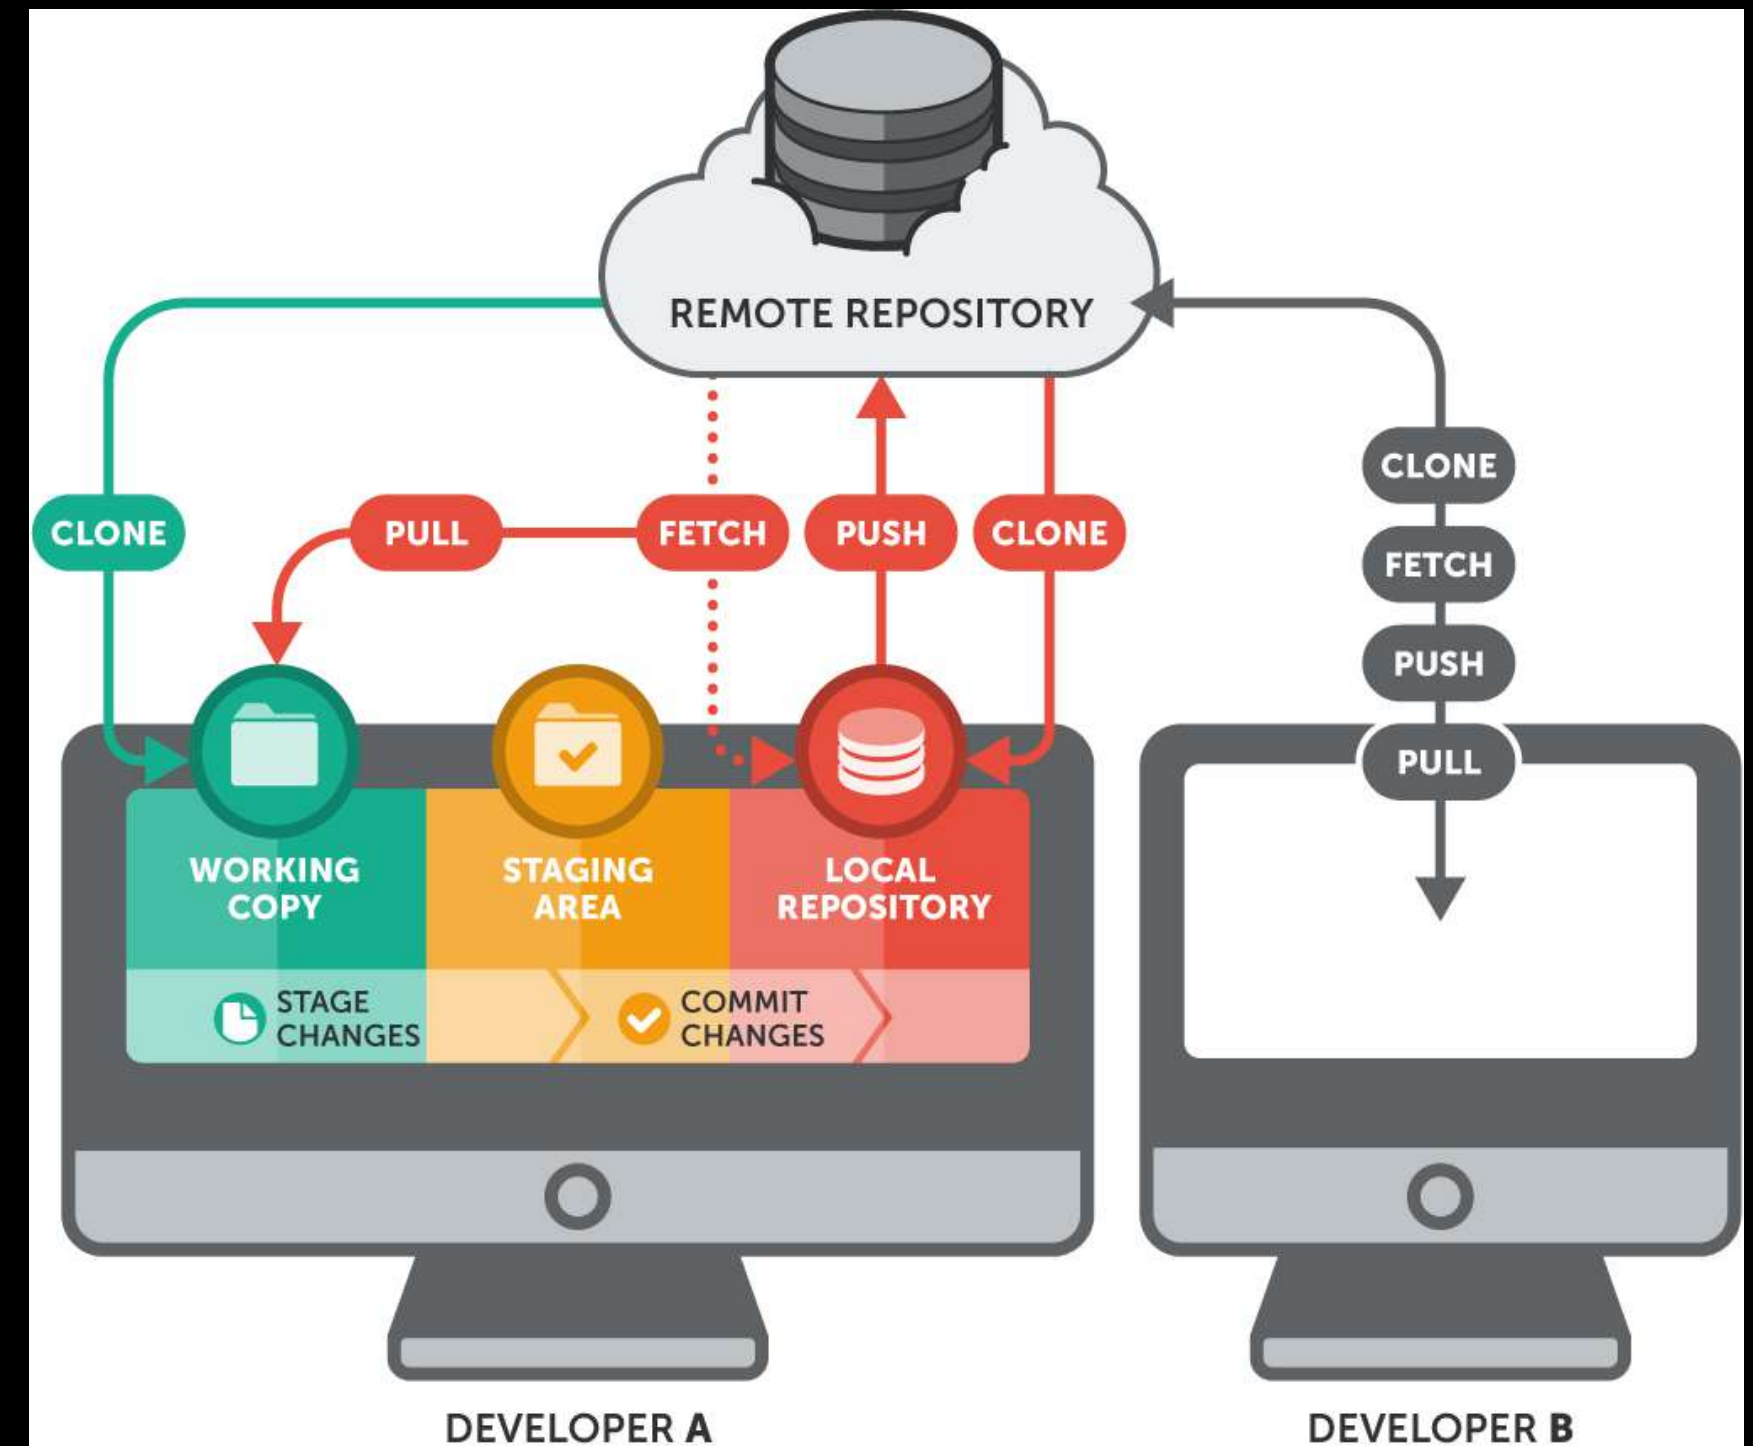 REMOTE REPOSITORY
CLONE
PULL
FETCH
PUSH
CLONE
CLONE
FETCH
PUSH
PULL
WORKING
COPY
STAGING
AREA
LOCAL
REPOSITORY
STAGE
CHANGES
COMMIT
CHANGES
DEVELOPER A
DEVELOPER B